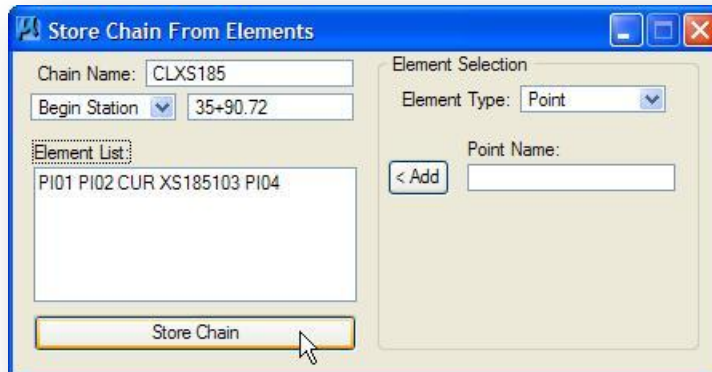 Store Chain From Elements
Chain Name: CLXS185
Begin Station 35+90.72
Element List:
PI01 PI02 CUR XS185103 PI04
Store Chain
Element Selection
Element Type: Point
Point Name:
< Add